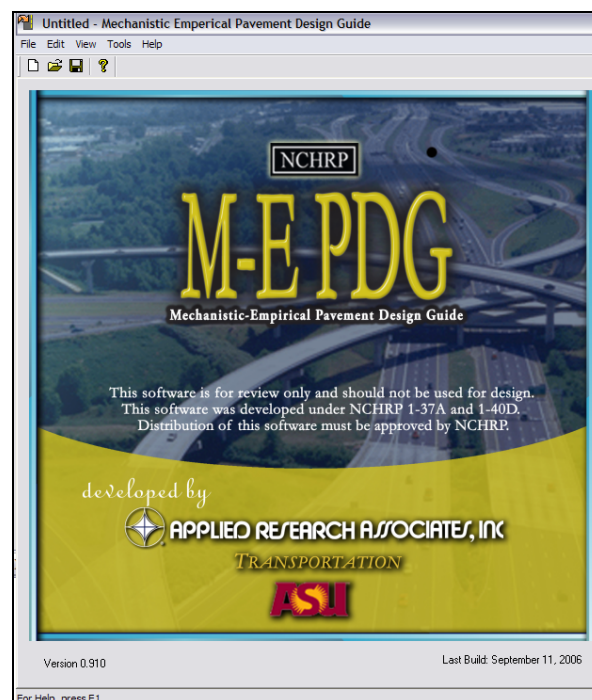 Untitled - Mechanistic Emperical Pavement Design Guide
File Edit View Tools Help
NCHRP
M-E PDG
Mechanistic-Empirical Pavement Design Guide
This software is for review only and should not be used for design.
This software was developed under NCHRP 1-37A and 1-40D.
Distribution of this software must be approved by NCHRP.
developed by
APPLIED RESEARCH ASSOCIATES, INC
TRANSPORTATION
ASU
Version 0.910
Last Build: September 11, 2006
For Help, press F1